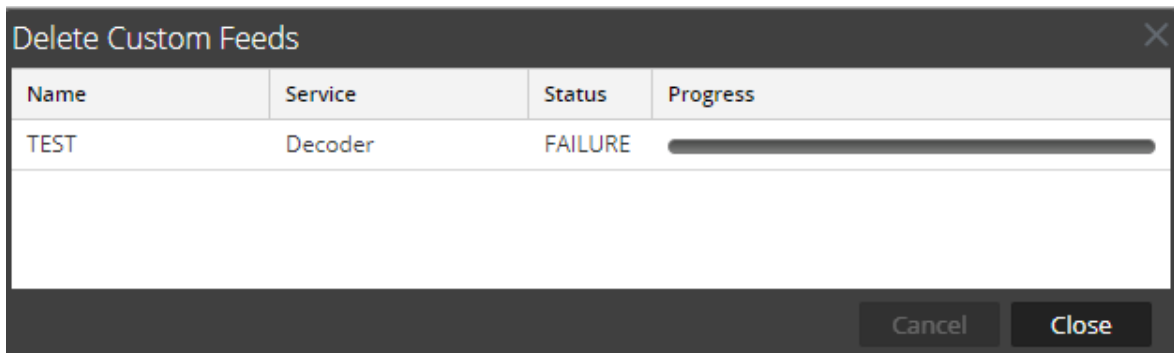 Delete Custom Feeds
Name Service Status Progress
TEST Decoder FAILURE
Cancel Close